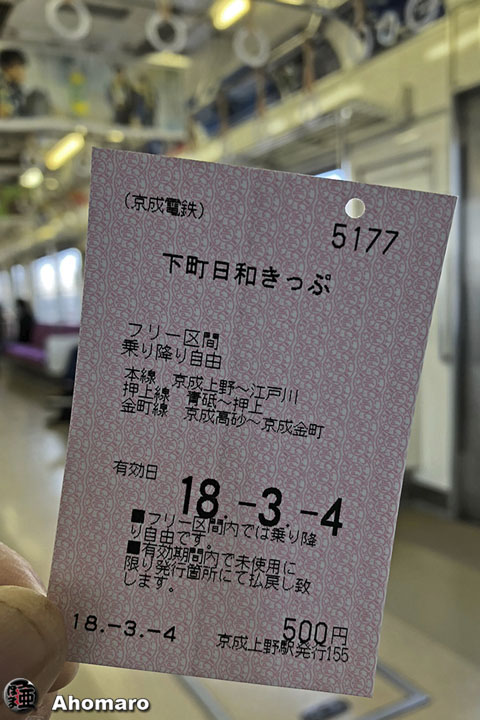 (京成電鉄)
5177
下町日和きっぷ
フリー区間
乗り降り自由
本線 京成上野～江戸川
押上線 青砥～押上
金町線 京成高砂～京成金町
有効日 18.-3.-4
■フリー区間内では乗り降
り自由です。
■有効期間内で未使用に
限り発行箇所にて払戻し致
します。
500円
18.-3.-4 京成上野駅発行155
Ahomaro